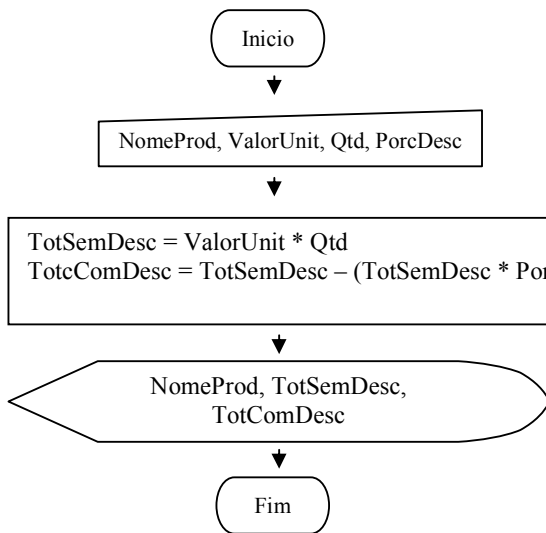 Inicio
NomeProd, ValorUnit, Qtd, PorcDesc
TotSemDesc = ValorUnit * Qtd
TotcComDesc = TotSemDesc – (TotSemDesc * Por
NomeProd, TotSemDesc,
TotComDesc
Fim